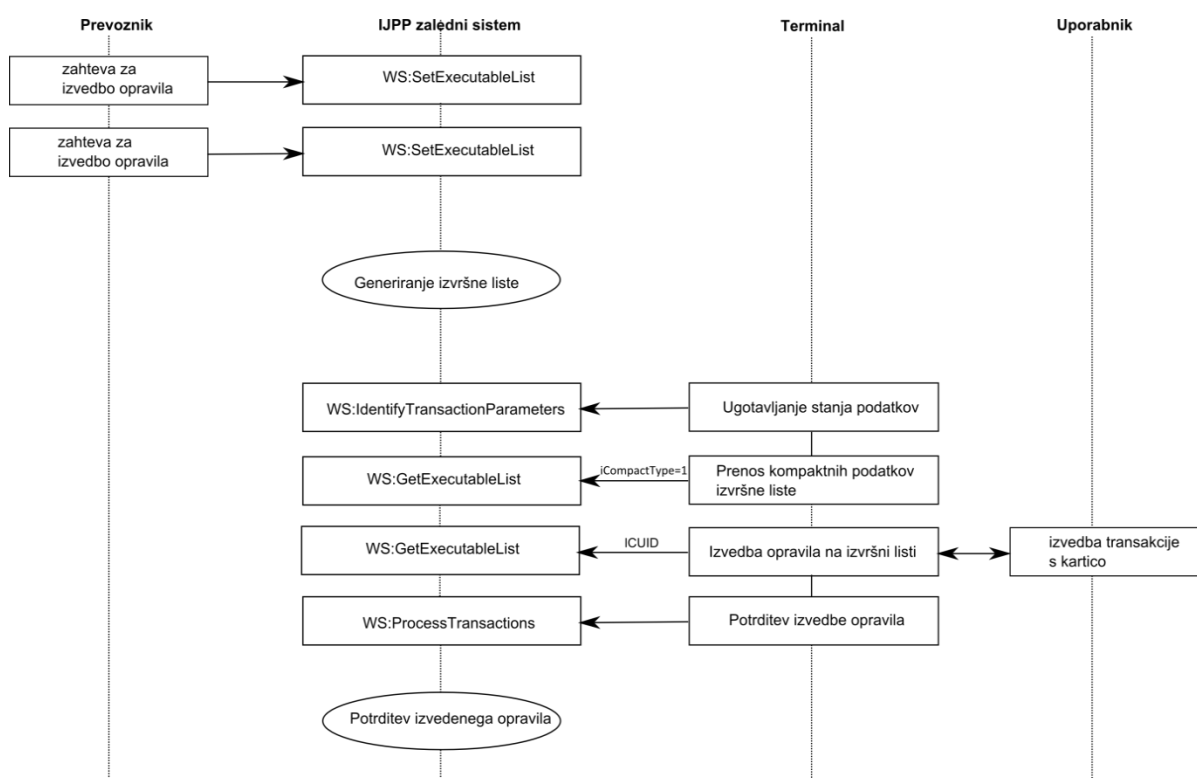 Prevoznik
IJPP zaledni sistem
Terminal
Uporabnik
zahteva za
izvedbo opravila
WS:SetExecutableList
zahteva za
izvedbo opravila
WS:SetExecutableList
Generiranje izvršne liste
WS:IdentifyTransactionParameters
Ugotavljanje stanja podatkov
WS:GetExecutableList
iCompactType=1
Prenos kompaktnih podatkov
izvršne liste
WS:GetExecutableList
ICUID
Izvedba opravila na izvršni listi
izvedba transakcije
s kartico
WS:ProcessTransactions
Potrditev izvedbe opravila
Potrditev izvedenega opravila